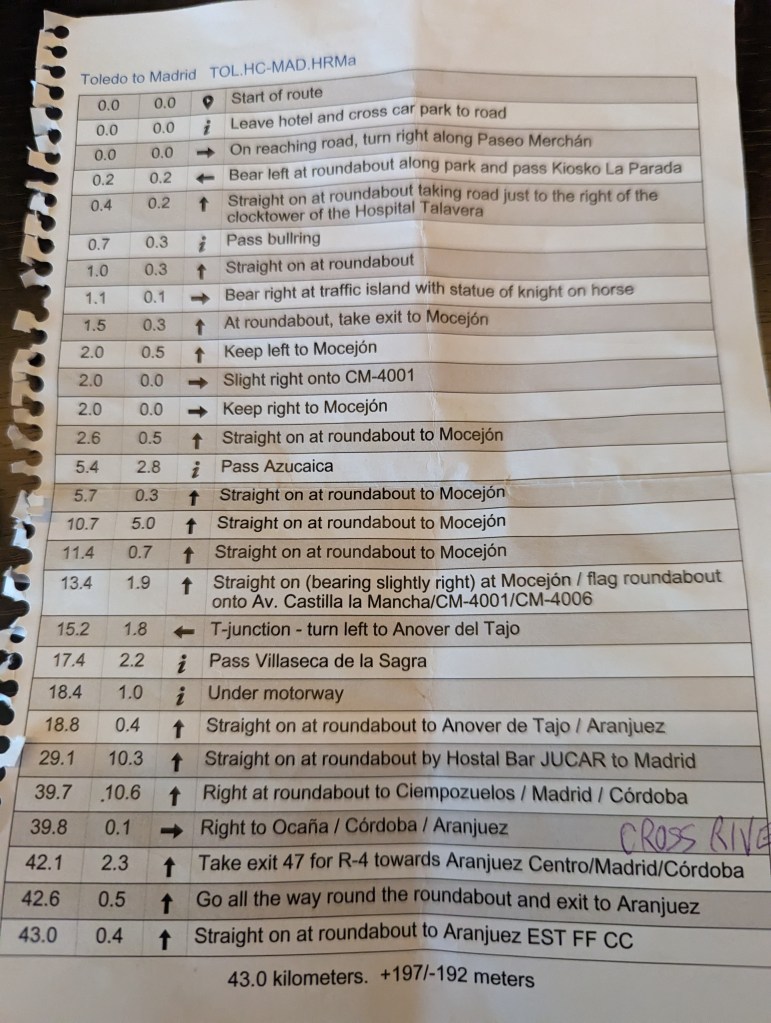 Toledo to Madrid TOL.HC-MAD.HRMa
0.0 0.0 Start of route
0.0 0.0 i Leave hotel and cross car park to road
0.0 0.0 → On reaching road, turn right along Paseo Merchán
0.2 0.2 ← Bear left at roundabout along park and pass Kiosko La Parada
0.4 0.2 ↑ Straight on at roundabout taking road just to the right of the
clocktower of the Hospital Talavera
0.7 0.3 i Pass bullring
1.0 0.3 ↑ Straight on at roundabout
1.1 0.1 → Bear right at traffic island with statue of knight on horse
1.5 0.3 ↑ At roundabout, take exit to Mocejón
2.0 0.5 ↑ Keep left to Mocejón
2.0 0.0 → Slight right onto CM-4001
2.0 0.0 → Keep right to Mocejón
2.6 0.5 ↑ Straight on at roundabout to Mocejón
5.4 2.8 i Pass Azucaica
5.7 0.3 ↑ Straight on at roundabout to Mocejón
10.7 5.0 ↑ Straight on at roundabout to Mocejón
11.4 0.7 ↑ Straight on at roundabout to Mocejón
13.4 1.9 ↑ Straight on (bearing slightly right) at Mocejón / flag roundabout
onto Av. Castilla la Mancha/CM-4001/CM-4006
15.2 1.8 ← T-junction - turn left to Anover del Tajo
17.4 2.2 i Pass Villaseca de la Sagra
18.4 1.0 i Under motorway
18.8 0.4 ↑ Straight on at roundabout to Anover de Tajo / Aranjuez
29.1 10.3 ↑ Straight on at roundabout by Hostal Bar JUCAR to Madrid
39.7 10.6 ↑ Right at roundabout to Ciempozuelos / Madrid / Córdoba
39.8 0.1 → Right to Ocaña / Córdoba / Aranjuez CROSS RIVE
42.1 2.3 ↑ Take exit 47 for R-4 towards Aranjuez Centro/Madrid/Córdoba
42.6 0.5 ↑ Go all the way round the roundabout and exit to Aranjuez
43.0 0.4 ↑ Straight on at roundabout to Aranjuez EST FF CC
43.0 kilometers. +197/-192 meters